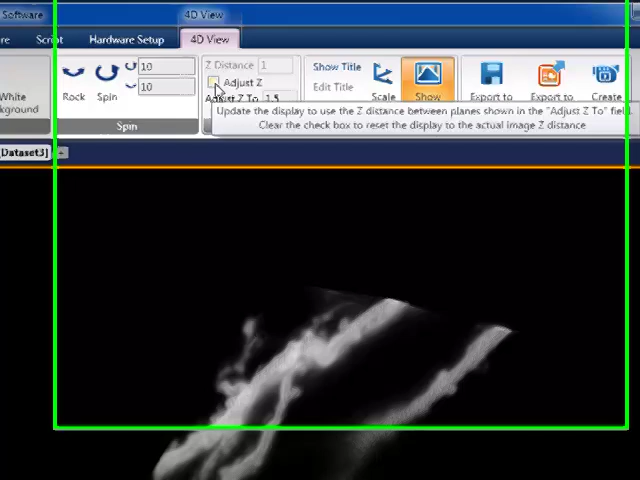 Software
4D View
re
Script
Hardware Setup
4D View
White
kground
Rock
Spin
10
10
Spin
Z Distance 1
Adjust Z
Adjust Z To 1.5
Show Title
Edit Title
Scale
Show
Export to
Export to
Create
Update the display to use the Z distance between planes shown in the "Adjust Z To" field.
Clear the check box to reset the display to the actual image Z distance
[Dataset3]